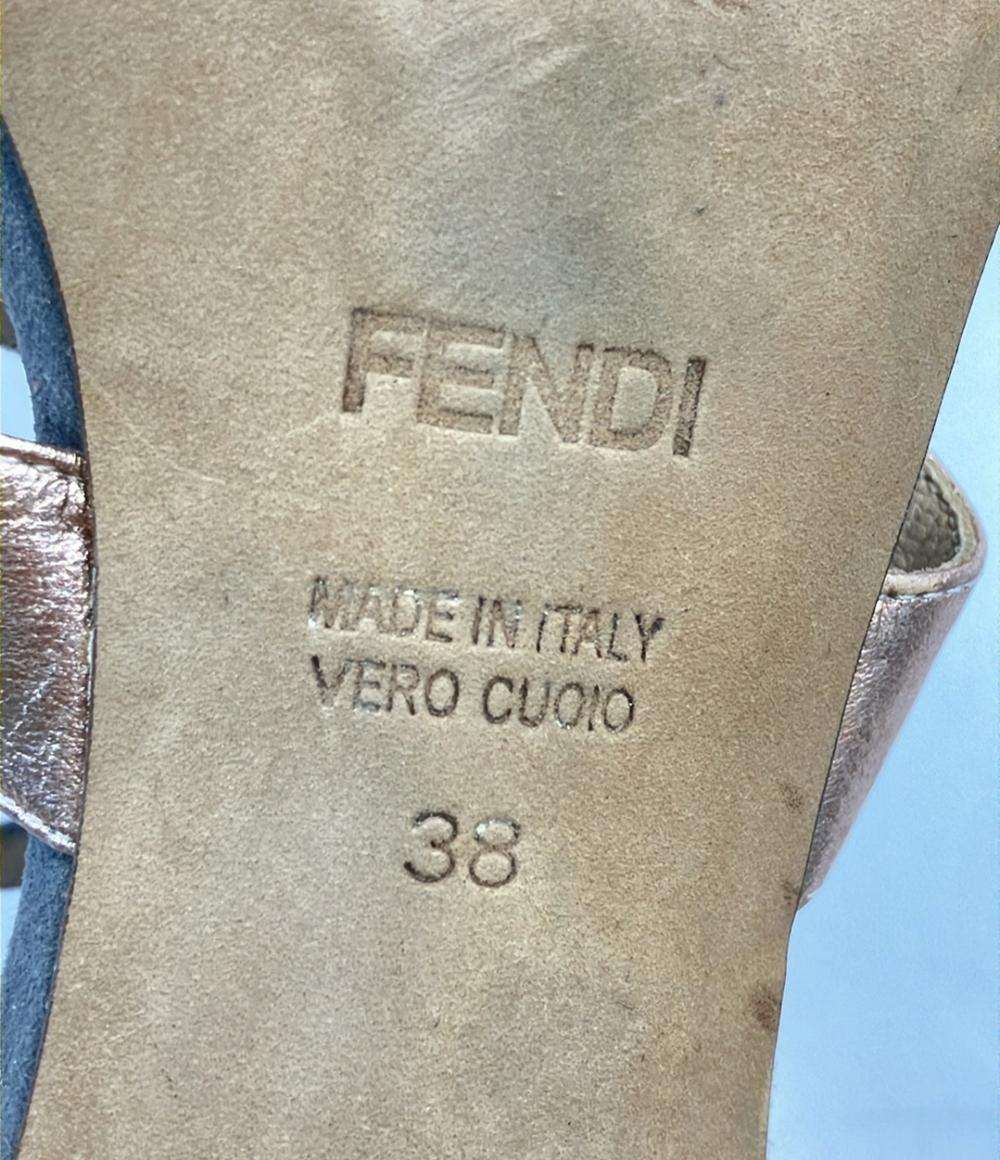 FENDI
MADE IN ITALY
VERO CUOIO
38